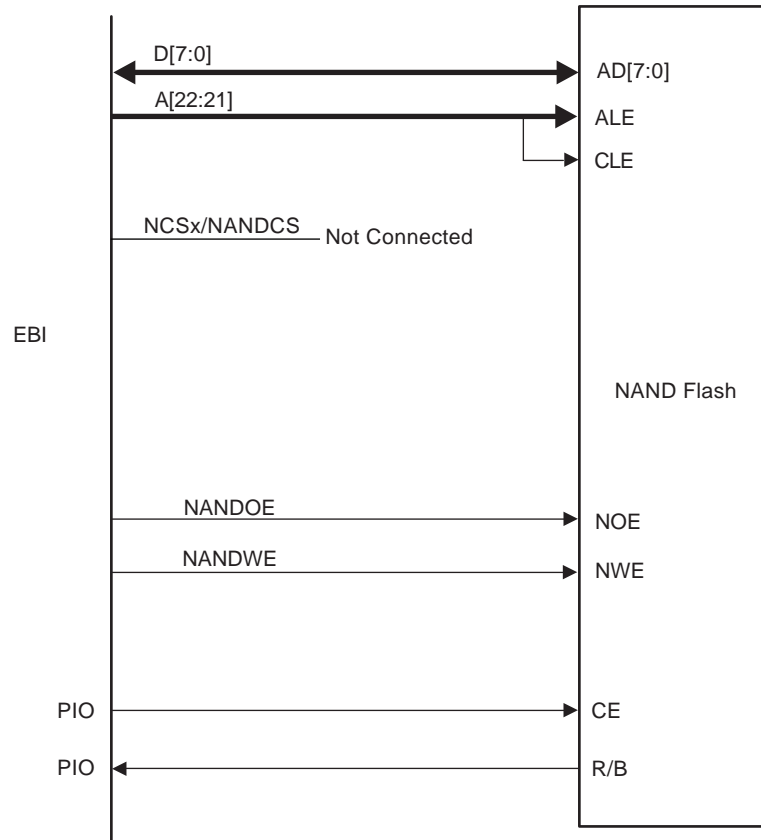 D[7:0]
AD[7:0]
A[22:21]
ALE
CLE
NCSx/NANDCS
Not Connected
EBI
NAND Flash
NANDOE
NOE
NANDWE
NWE
PIO
CE
PIO
R/B